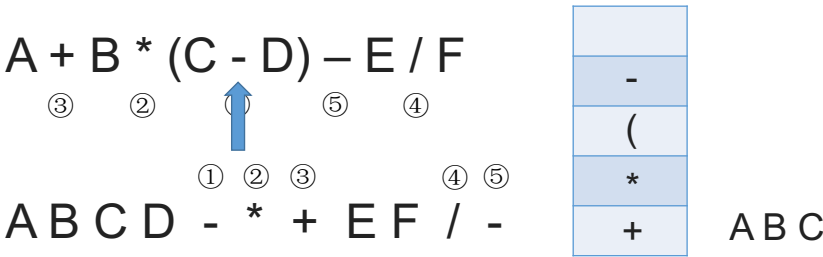 A + B * (C - D) – E / F
③ ② ⑤ ④
① ② ③ ④ ⑤
A B C D - * + E F / -
-
(
*
+
A B C